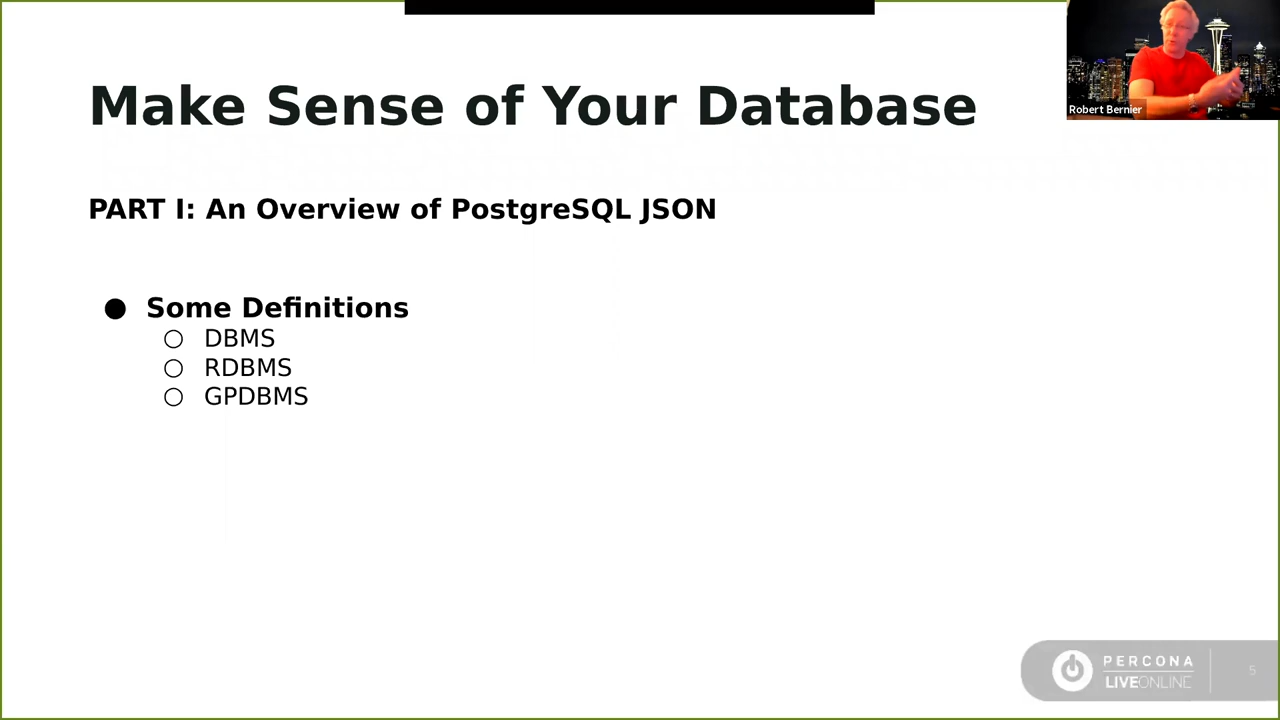 Make Sense of Your Database
Robert Bernier
PART I: An Overview of PostgreSQL JSON
● Some Definitions
○ DBMS
○ RDBMS
○ GPDBMS
PERCONA
LIVEONLINE
5